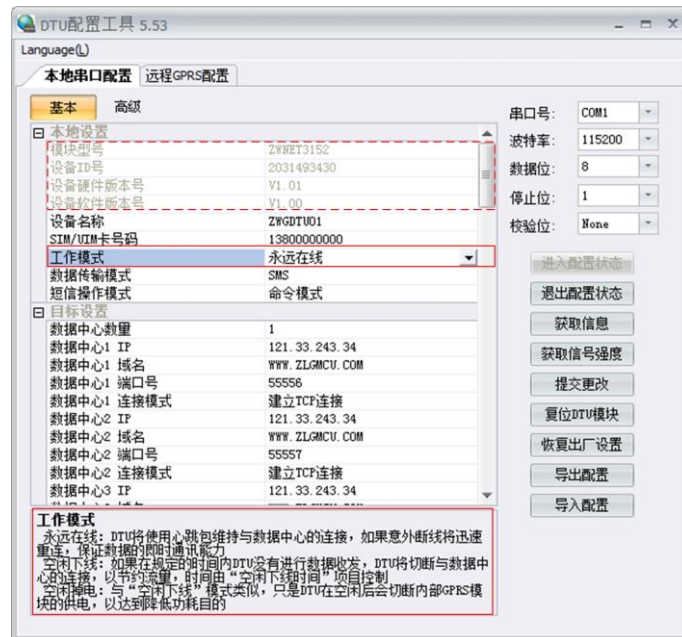 DTU配置工具 5.53
Language(L)
本地串口配置 远程GPRS配置
基本 高级
本地设置
模块型号 ZWNET3152
设备ID号 2031493430
设备硬件版本号 V1.01
设备软件版本号 V1.00
设备名称 ZWGDTU01
SIM/UIM卡号码 13800000000
工作模式 永远在线
数据传输模式 SMS
短信操作模式 命令模式
目标设置
数据中心数量 1
数据中心1 IP 121.33.243.34
数据中心1 域名 WWW.ZLGMCU.COM
数据中心1 端口号 55556
数据中心1 连接模式 建立TCP连接
数据中心2 IP 121.33.243.34
数据中心2 域名 WWW.ZLGMCU.COM
数据中心2 端口号 55557
数据中心2 连接模式 建立TCP连接
数据中心3 IP 121.33.243.34
工作模式
永远在线：DTU将使用心跳包维持与数据中心的连接，如果意外断线将迅速
重连，保证数据的即时通讯能力
空闲下线：如果在规定的时间内DTU没有进行数据收发，DTU将切断与数据中
心的连接，以节约流量，时间由“空闲下线时间”项目控制
空闲掉电：与“空闲下线”模式类似，只是DTU在空闲后会切断内部GPRS模
块的供电，以达到降低功耗目的
串口号: COM1
波特率: 115200
数据位: 8
停止位: 1
校验位: None
进入配置状态
退出配置状态
获取信息
获取信号强度
提交更改
复位DTU模块
恢复出厂设置
导出配置
导入配置